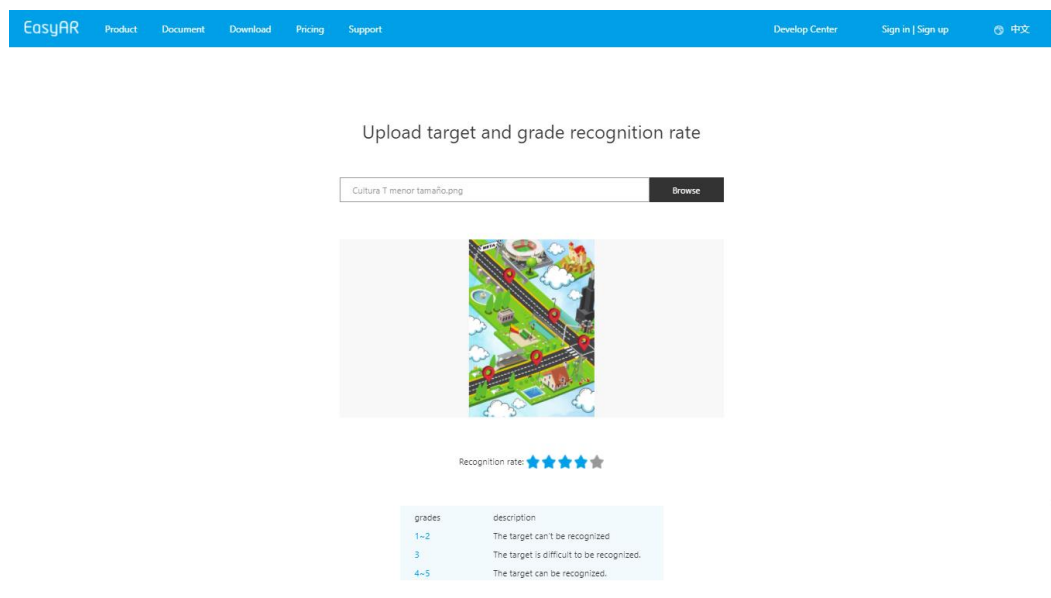 EasyAR Product Document Download Pricing Support Develop Center Sign in | Sign up 中文
Upload target and grade recognition rate
Cultura T menor tamaño.png Browse
META
Recognition rate:
grades description
1~2 The target can't be recognized
3 The target is difficult to be recognized.
4~5 The target can be recognized.